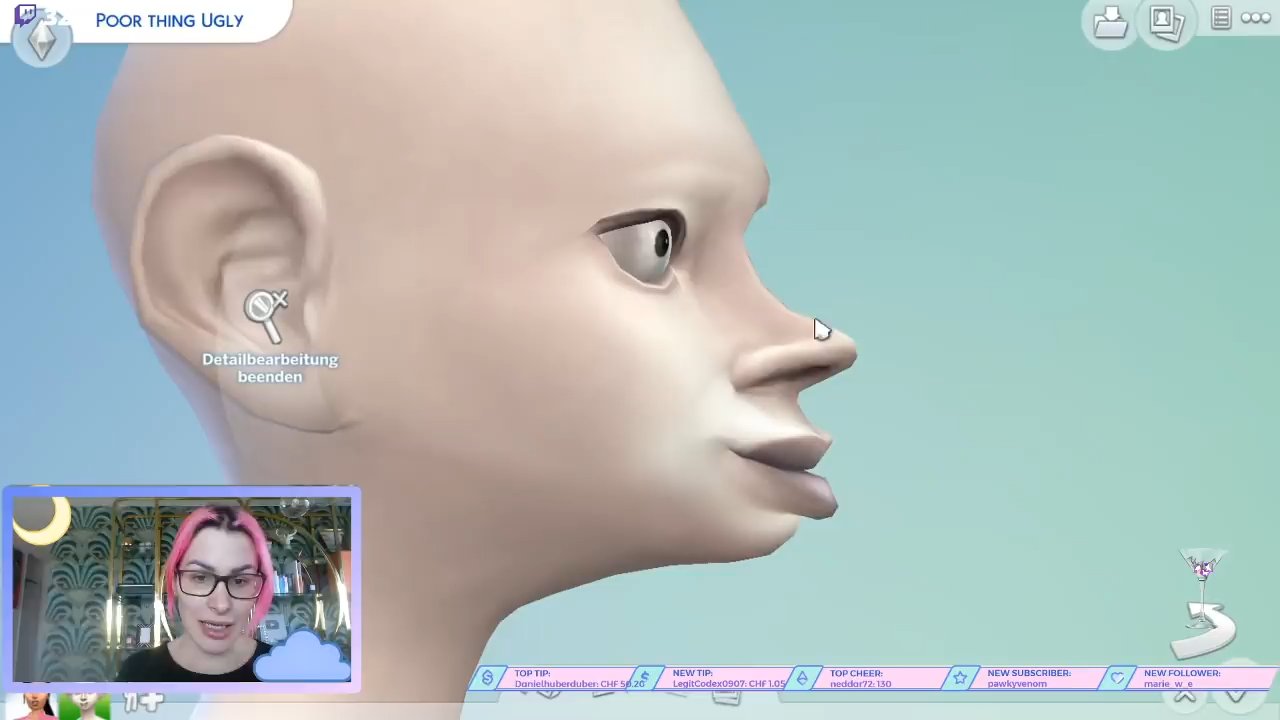 Poor thing Ugly
Detailbearbeitung
beenden
TOP TIP:
Danielhuberduber: CHF 50.20
NEW TIP:
LegitCodex0907: CHF 1.05
TOP CHEER:
neddar72: 130
NEW SUBSCRIBER:
pawkyvenom
NEW FOLLOWER:
marie_w_e